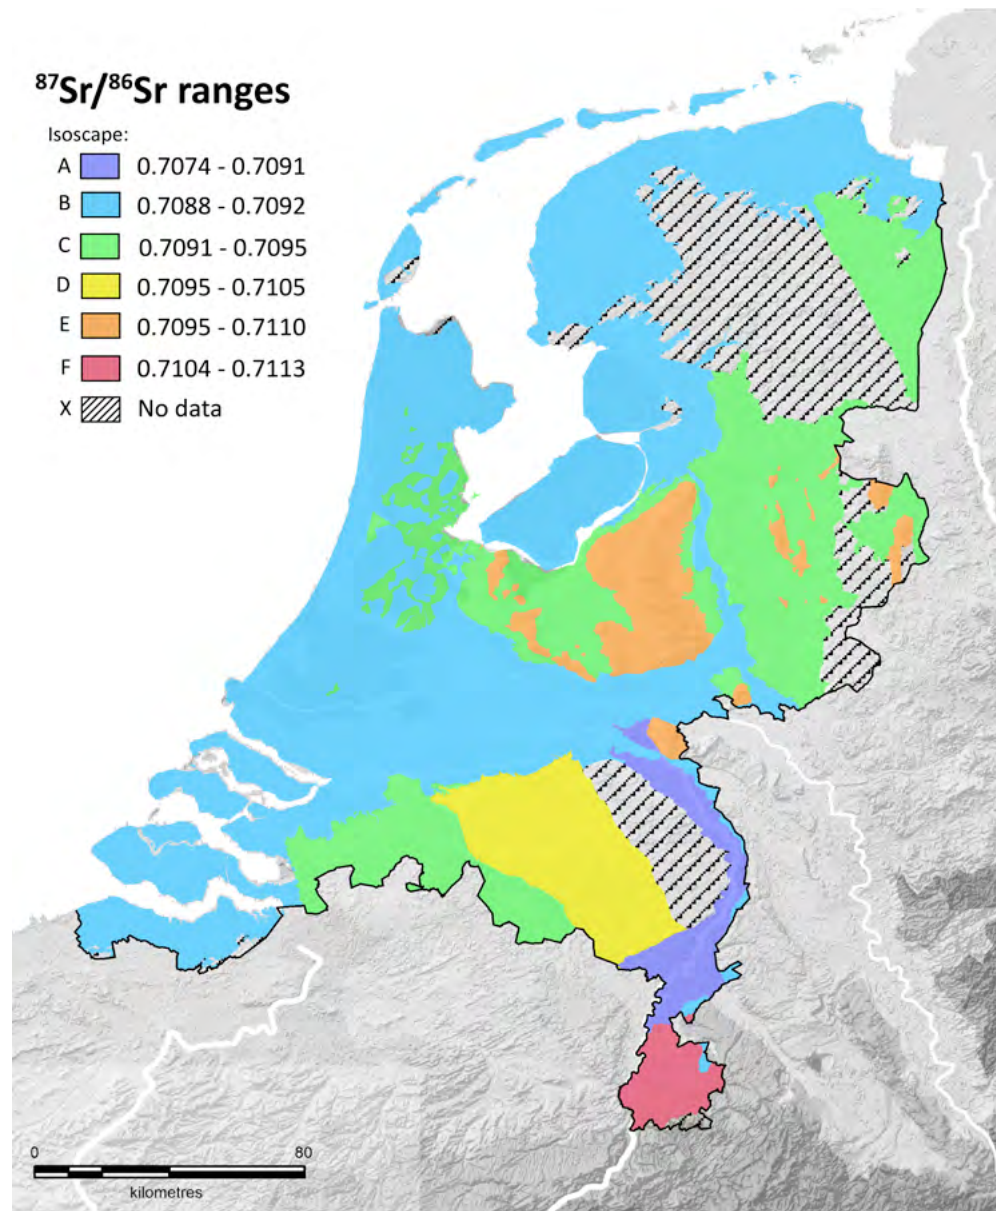 ⁸⁷Sr/⁸⁶Sr ranges
Isoscape:
A 0.7074 - 0.7091
B 0.7088 - 0.7092
C 0.7091 - 0.7095
D 0.7095 - 0.7105
E 0.7095 - 0.7110
F 0.7104 - 0.7113
X No data
0 80
kilometres